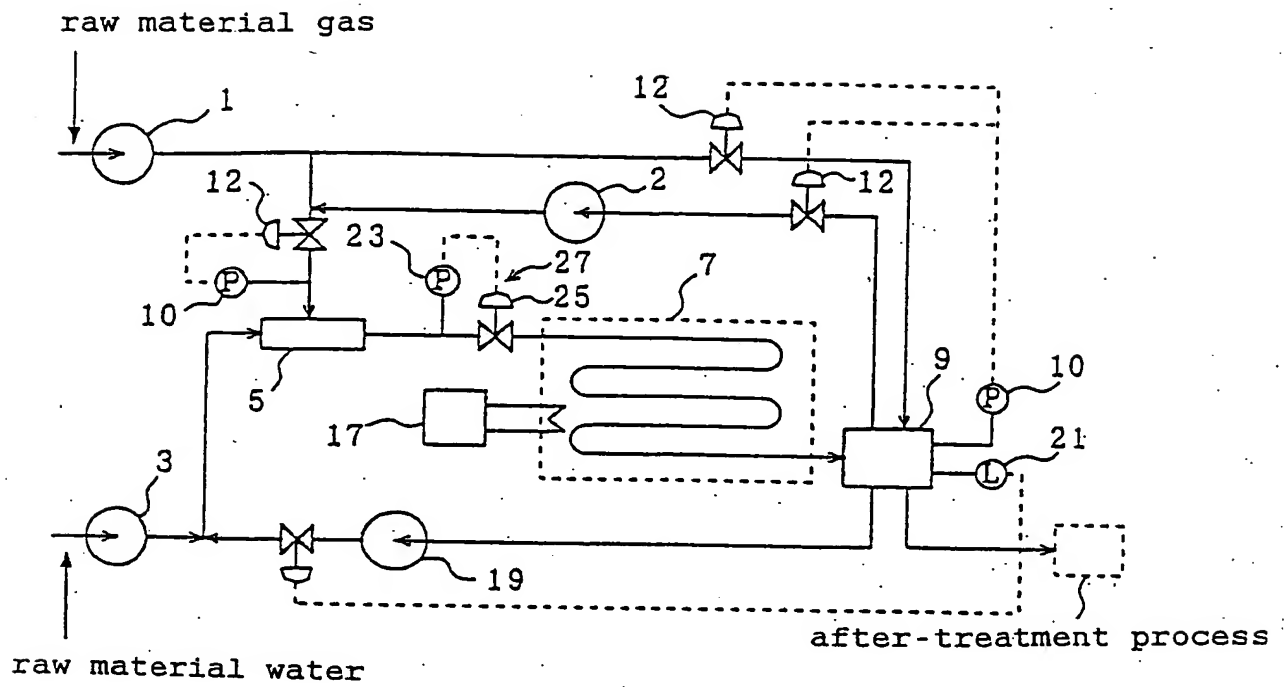 raw material gas
1
12
2
12
12
23
P
27
7
P
10
25
5
9
10
P
17
21
L
3
19
after-treatment process
raw material water